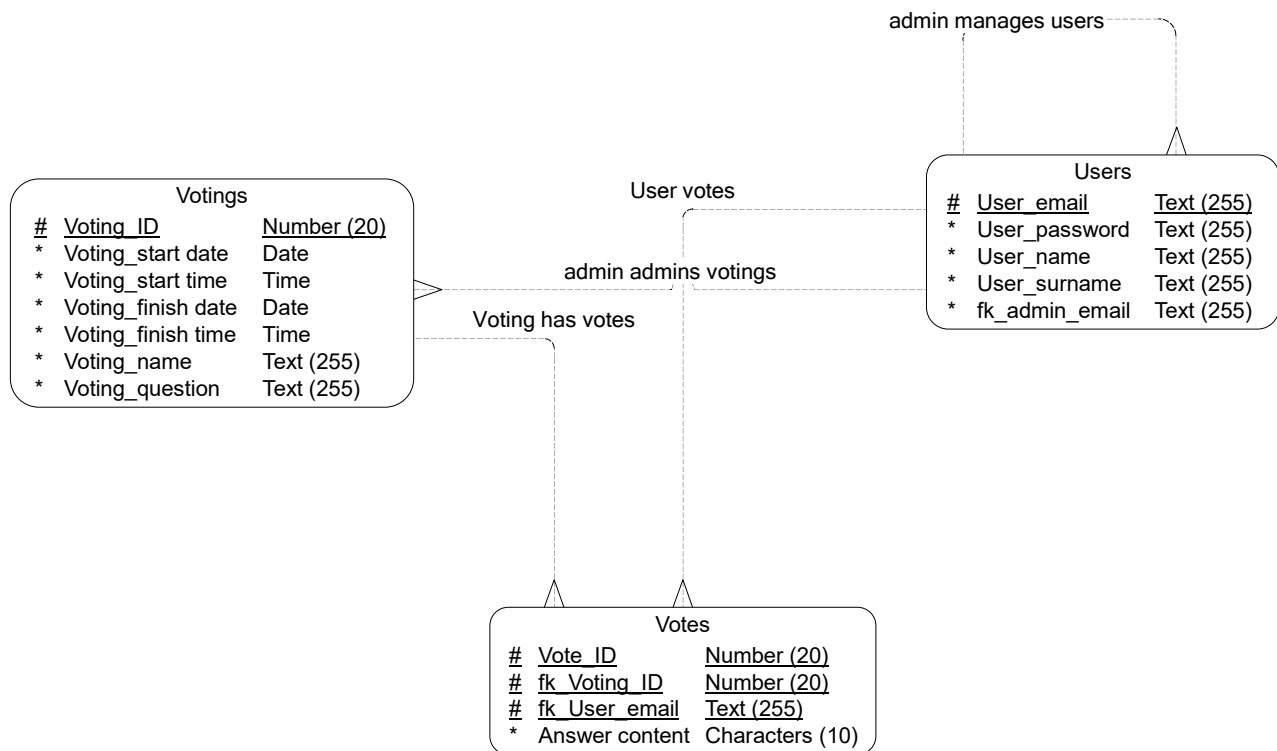 admin manages users
Users
# User_email Text (255)
* User_password Text (255)
* User_name Text (255)
* User_surname Text (255)
* fk_admin_email Text (255)
User votes
admin admins votings
Voting has votes
Votings
# Voting_ID Number (20)
* Voting_start date Date
* Voting_start time Time
* Voting_finish date Date
* Voting_finish time Time
* Voting_name Text (255)
* Voting_question Text (255)
Votes
# Vote_ID Number (20)
# fk_Voting_ID Number (20)
# fk_User_email Text (255)
* Answer content Characters (10)